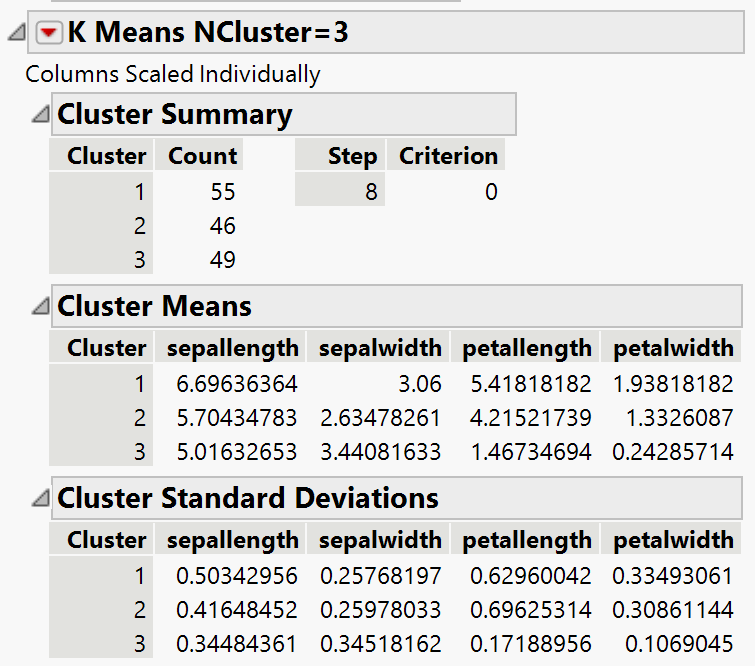 K Means NCluster=3
Columns Scaled Individually
Cluster Summary
Cluster Count Step Criterion
1 55 8 0
2 46
3 49
Cluster Means
Cluster sepallength sepalwidth petallength petalwidth
1 6.69636364 3.06 5.41818182 1.93818182
2 5.70434783 2.63478261 4.21521739 1.3326087
3 5.01632653 3.44081633 1.46734694 0.24285714
Cluster Standard Deviations
Cluster sepallength sepalwidth petallength petalwidth
1 0.50342956 0.25768197 0.62960042 0.33493061
2 0.41648452 0.25978033 0.69625314 0.30861144
3 0.34484361 0.34518162 0.17188956 0.1069045